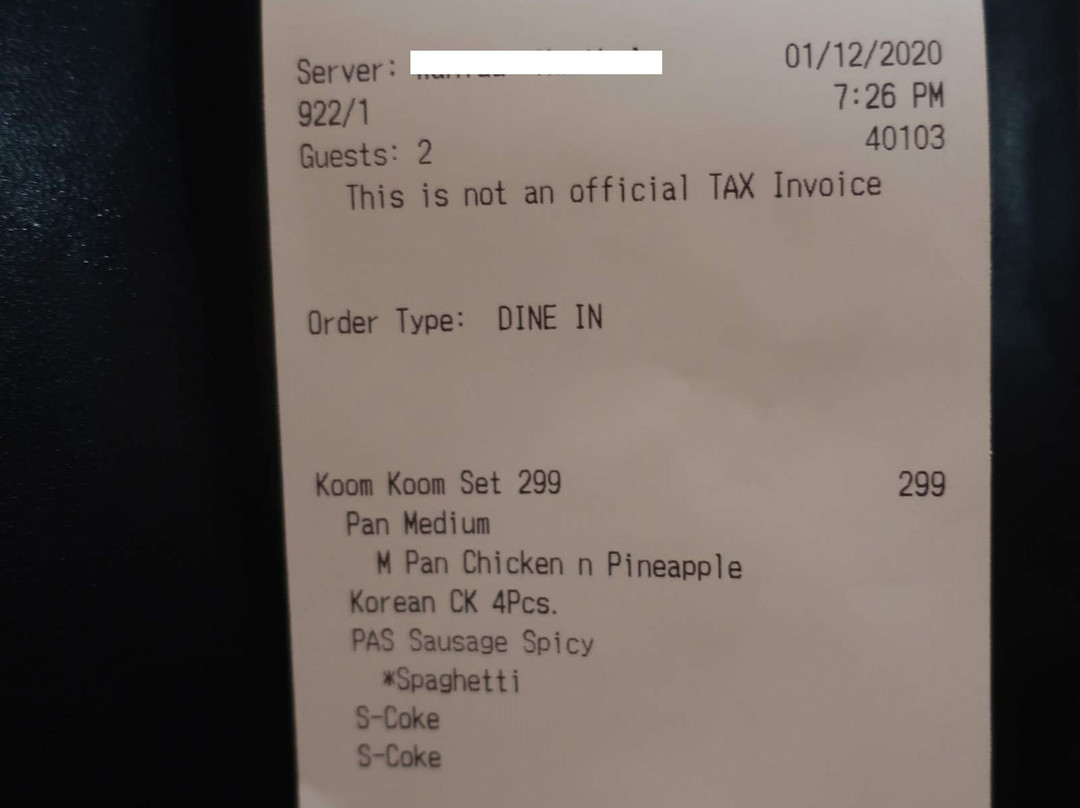 Server: 01/12/2020
922/1 7:26 PM
Guests: 2 40103
This is not an official TAX Invoice
Order Type: DINE IN
Koom Koom Set 299 299
Pan Medium
M Pan Chicken n Pineapple
Korean CK 4Pcs.
PAS Sausage Spicy
*Spaghetti
S-Coke
S-Coke